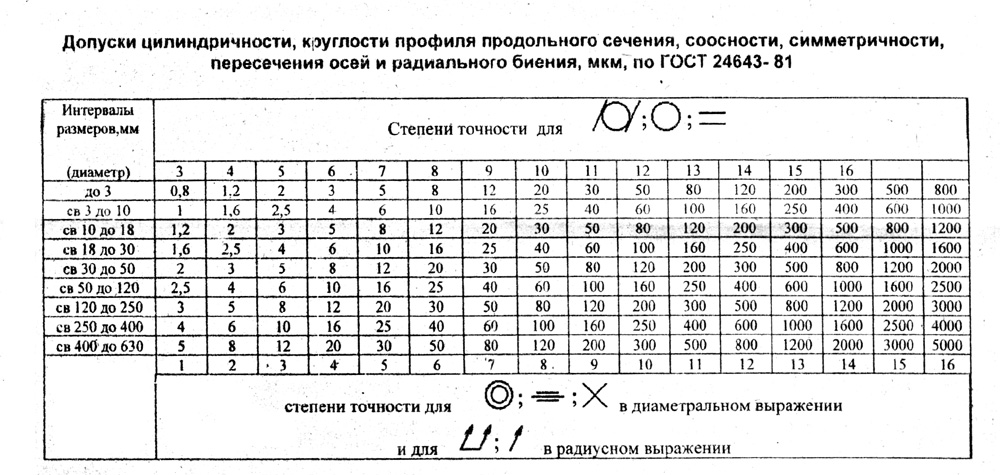 Допуски цилиндричности, круглости профиля продольного сечения, соосности, симметричности,
пересечения осей и радиального биения, мкм, по ГОСТ 24643- 81
Интервалы размеров,мм (диаметр) Степени точности для ; ;
3 4 5 6 7 8 9 10 11 12 13 14 15 16
до 3 0,8 1,2 2 3 5 8 12 20 30 50 80 120 200 300 500 800
св 3 до 10 1 1,6 2,5 4 6 10 16 25 40 60 100 160 250 400 600 1000
св 10 до 18 1,2 2 3 5 8 12 20 30 50 80 120 200 300 500 800 1200
св 18 до 30 1,6 2,5 4 6 10 16 25 40 60 100 160 250 400 600 1000 1600
св 30 до 50 2 3 5 8 12 20 30 50 80 120 200 300 500 800 1200 2000
св 50 до 120 2,5 4 6 10 16 25 40 60 100 160 250 400 600 1000 1600 2500
св 120 до 250 3 5 8 12 20 30 50 80 120 200 300 500 800 1200 2000 3000
св 250 до 400 4 6 10 16 25 40 60 100 160 250 400 600 1000 1600 2500 4000
св 400 до 630 5 8 12 20 30 50 80 120 200 300 500 800 1200 2000 3000 5000
1 2 3 4 5 6 7 8 9 10 11 12 13 14 15 16
степени точности для ; ; в диаметральном выражении
и для ; в радиусном выражении